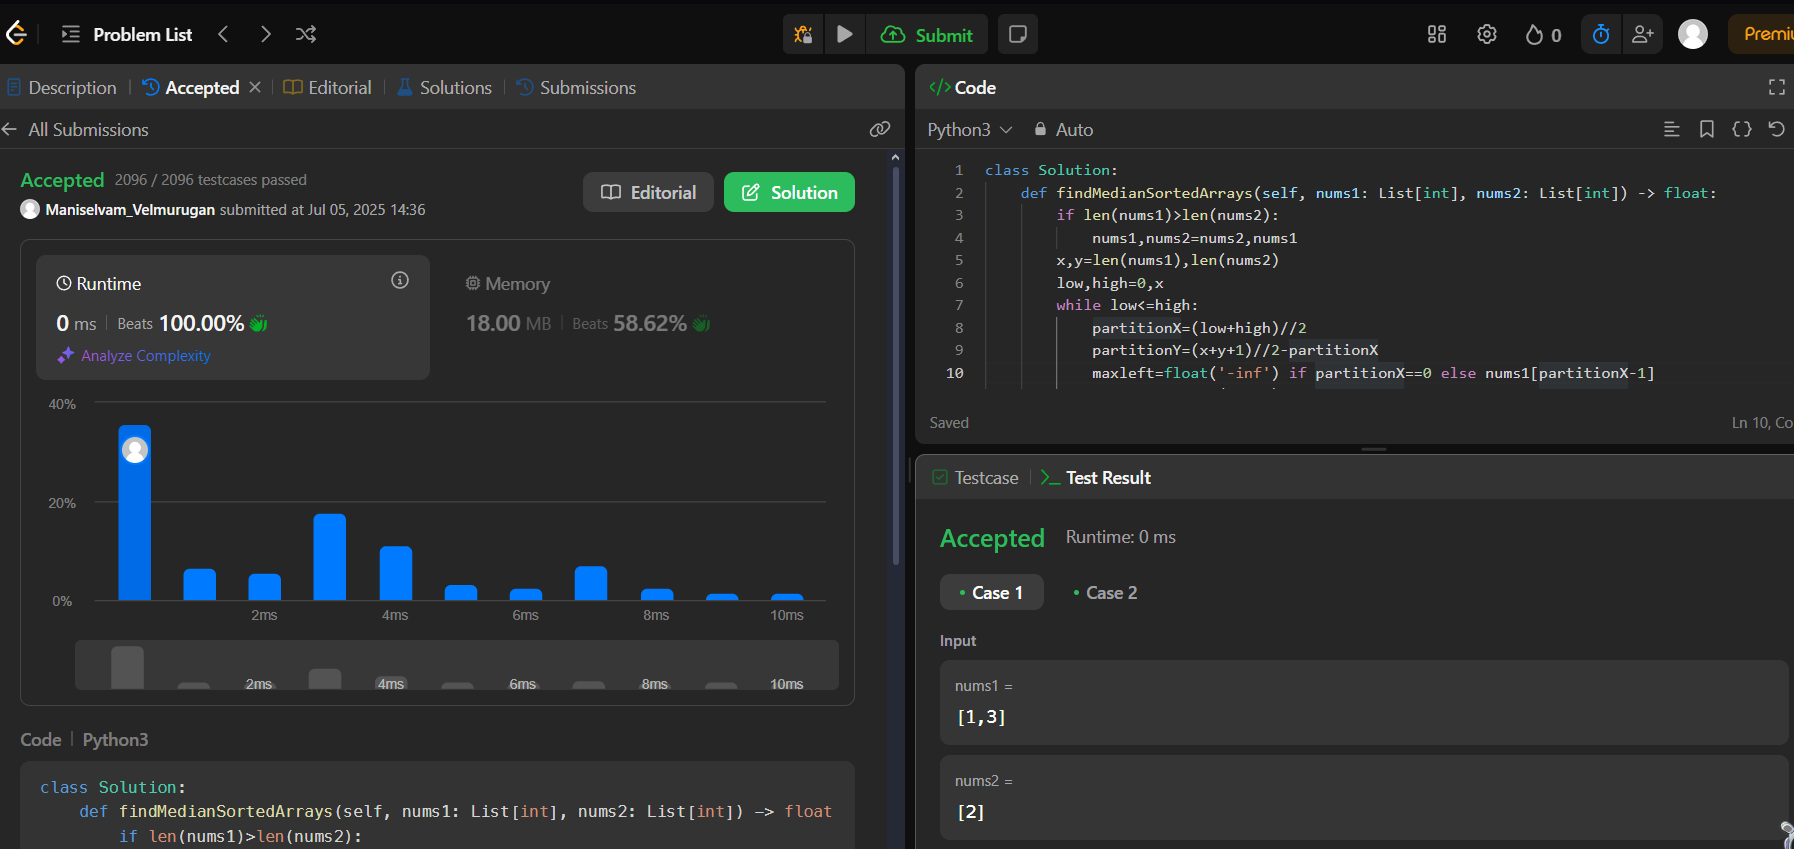 Problem List
Submit
0
Premiu
Description
Accepted
Editorial
Solutions
Submissions
All Submissions
Accepted 2096 / 2096 testcases passed
Maniselvam_Velmurugan submitted at Jul 05, 2025 14:36
Editorial
Solution
Runtime
0 ms Beats 100.00%
Analyze Complexity
Memory
18.00 MB Beats 58.62%
40%
20%
0%
2ms 4ms 6ms 8ms 10ms
2ms 4ms 6ms 8ms 10ms
Code | Python3
class Solution:
def findMedianSortedArrays(self, nums1: List[int], nums2: List[int]) -> float
if len(nums1)>len(nums2):
</> Code
Python3 Auto
1 class Solution:
2 def findMedianSortedArrays(self, nums1: List[int], nums2: List[int]) -> float:
3 if len(nums1)>len(nums2):
4 nums1,nums2=nums2,nums1
5 x,y=len(nums1),len(nums2)
6 low,high=0,x
7 while low<=high:
8 partitionX=(low+high)//2
9 partitionY=(x+y+1)//2-partitionX
10 maxleft=float('-inf') if partitionX==0 else nums1[partitionX-1]
Saved
Ln 10, Co
Testcase
Test Result
Accepted Runtime: 0 ms
• Case 1
• Case 2
Input
nums1 =
[1,3]
nums2 =
[2]